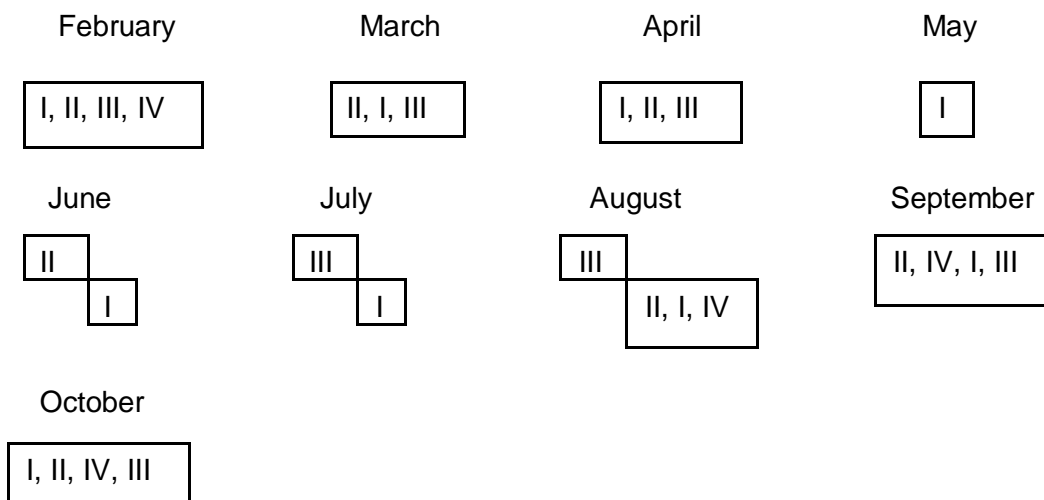 February March April May
I, II, III, IV II, I, III I, II, III I
June July August September
II III III II, IV, I, III
I I II, I, IV
October
I, II, IV, III